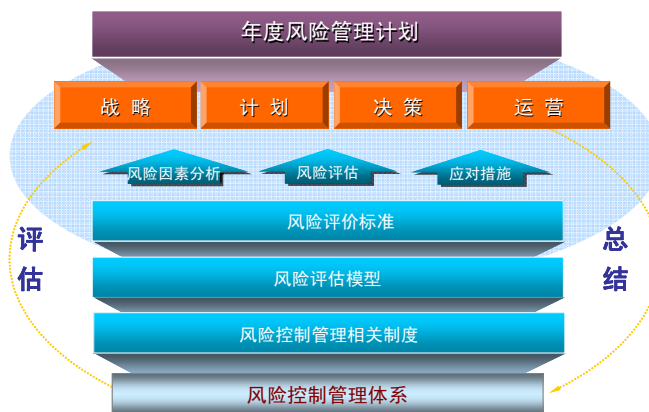 年度风险管理计划
战 略
计 划
决 策
运 营
风险因素分析
风险评估
应对措施
风险评价标准
评
估
总
结
风险评估模型
风险控制管理相关制度
风险控制管理体系